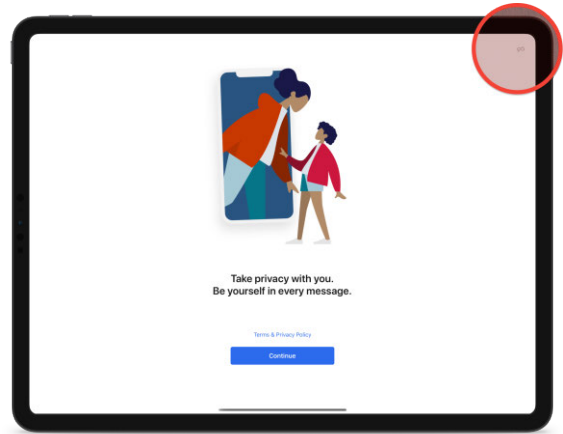 Take privacy with you.
Be yourself in every message.
Terms & Privacy Policy
Continue